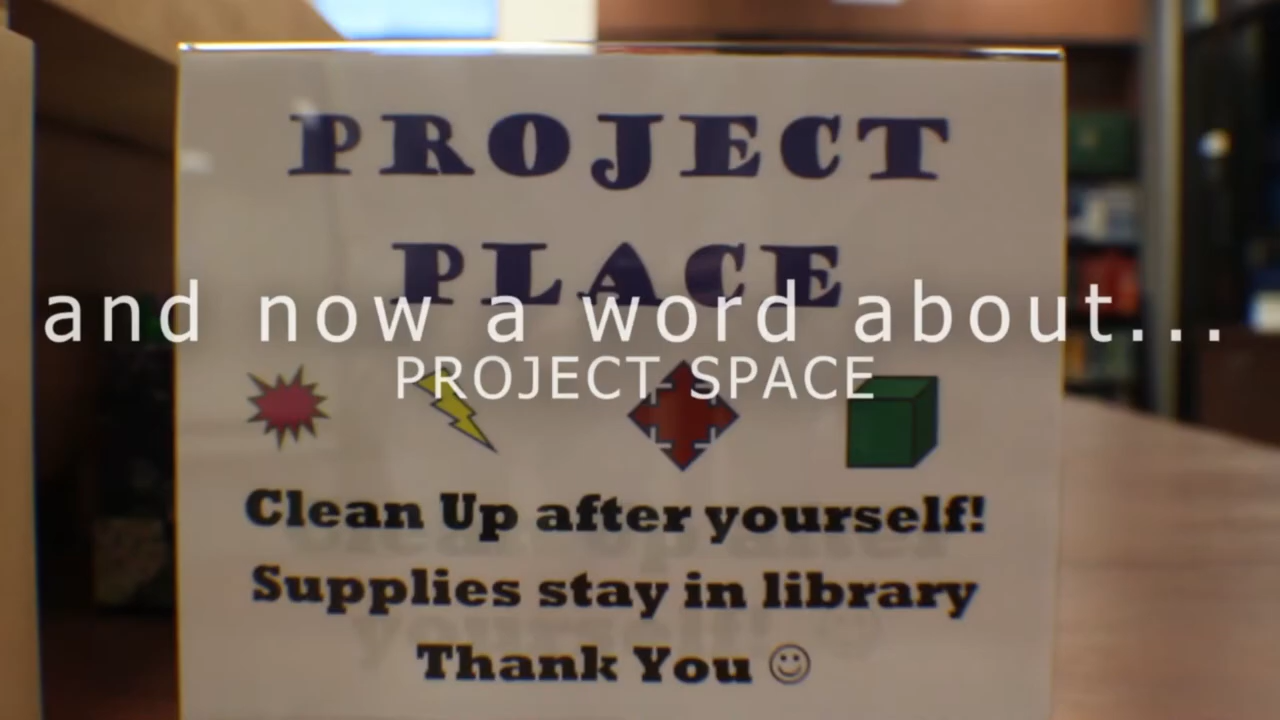 PROJECT
PLACE
and now a word about...
PROJECT SPACE
Clean Up after yourself!
Supplies stay in library
Thank You ☺